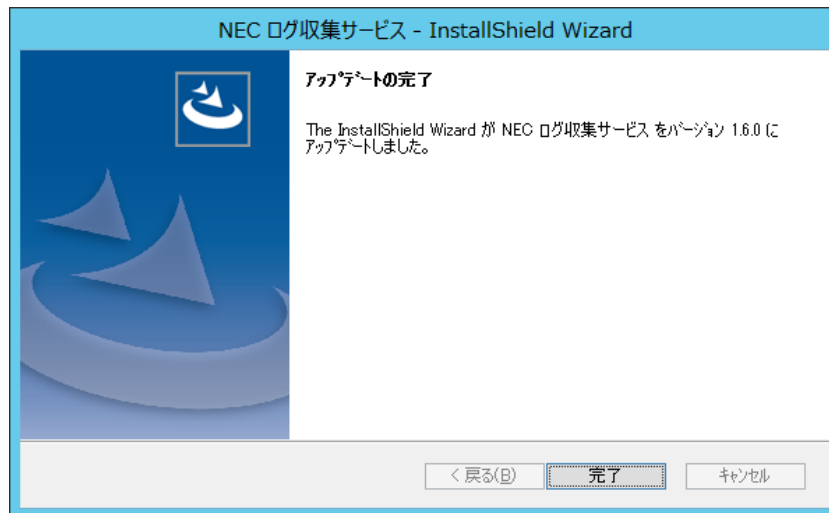 NEC ログ収集サービス - InstallShield Wizard
ｱｯﾌﾟﾃﾞｰﾄの完了
The InstallShield Wizard が NEC ログ収集サービス をﾊﾞｰｼﾞｮﾝ 1.6.0 に
ｱｯﾌﾟﾃﾞｰﾄしました。
< 戻る(B)
完了
ｷｬﾝｾﾙ